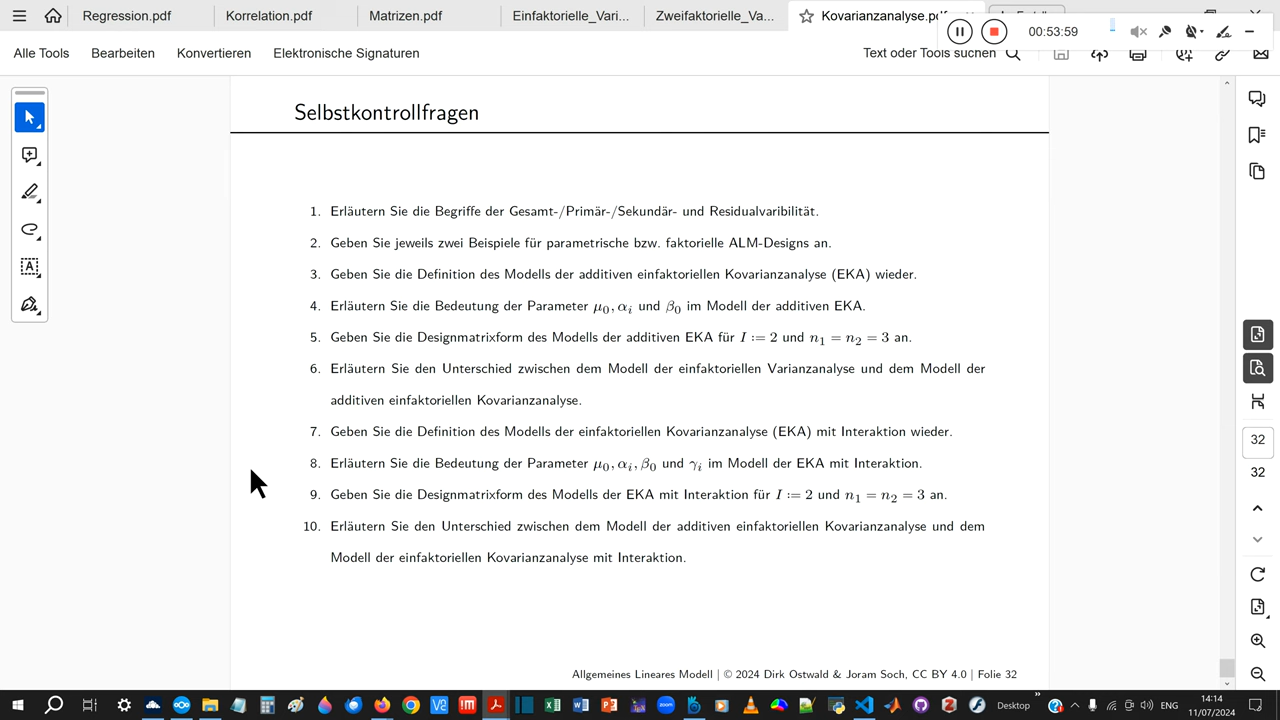 Regression.pdf
Korrelation.pdf
Matrizen.pdf
Einfaktorielle_Vari...
Zweifaktorielle_Va...
Kovarianzanalyse.pdf
00:53:59
Alle Tools
Bearbeiten
Konvertieren
Elektronische Signaturen
Text oder Tools suchen
Selbstkontrollfragen
1. Erläutern Sie die Begriffe der Gesamt-/Primär-/Sekundär- und Residualvaribilität.
2. Geben Sie jeweils zwei Beispiele für parametrische bzw. faktorielle ALM-Designs an.
3. Geben Sie die Definition des Modells der additiven einfaktoriellen Kovarianzanalyse (EKA) wieder.
4. Erläutern Sie die Bedeutung der Parameter μ₀, αᵢ und β₀ im Modell der additiven EKA.
5. Geben Sie die Designmatrixform des Modells der additiven EKA für I := 2 und n₁ = n₂ = 3 an.
6. Erläutern Sie den Unterschied zwischen dem Modell der einfaktoriellen Varianzanalyse und dem Modell der
additiven einfaktoriellen Kovarianzanalyse.
7. Geben Sie die Definition des Modells der einfaktoriellen Kovarianzanalyse (EKA) mit Interaktion wieder.
8. Erläutern Sie die Bedeutung der Parameter μ₀, αᵢ, β₀ und γᵢ im Modell der EKA mit Interaktion.
9. Geben Sie die Designmatrixform des Modells der EKA mit Interaktion für I := 2 und n₁ = n₂ = 3 an.
10. Erläutern Sie den Unterschied zwischen dem Modell der additiven einfaktoriellen Kovarianzanalyse und dem
Modell der einfaktoriellen Kovarianzanalyse mit Interaktion.
32
32
Allgemeines Lineares Modell | © 2024 Dirk Ostwald & Joram Soch, CC BY 4.0 | Folie 32
Desktop
ENG
14:14
11/07/2024